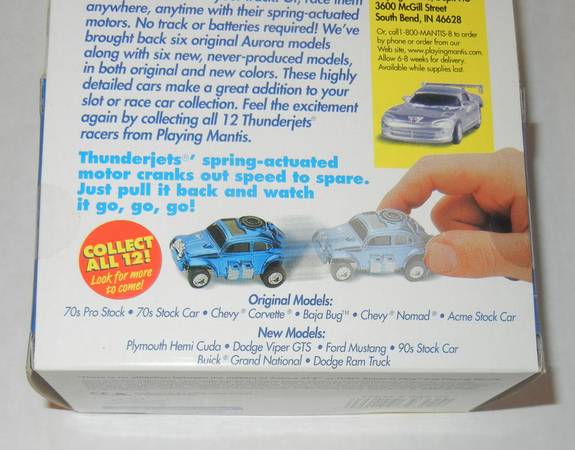 anywhere, anytime with their spring-actuated
motors. No track or batteries required! We've
brought back six original Aurora models
along with six new, never-produced models,
in both original and new colors. These highly
detailed cars make a great addition to your
slot or race car collection. Feel the excitement
again by collecting all 12 Thunderjets®
racers from Playing Mantis.
3600 McGill Street
South Bend, IN 46628
Or, call 1-800-MANTIS-8 to order
by phone or order from our
Web site, www.playingmantis.com.
Allow 6-8 weeks for delivery.
Available while supplies last.
Thunderjets®' spring-actuated
motor cranks out speed to spare.
Just pull it back and watch
it go, go, go!
COLLECT
ALL 12!
Look for more
to come!
Original Models:
70s Pro Stock • 70s Stock Car • Chevy® Corvette® • Baja Bug™ • Chevy® Nomad® • Acme Stock Car
New Models:
Plymouth Hemi Cuda • Dodge Viper GTS • Ford Mustang • 90s Stock Car
Buick® Grand National • Dodge Ram Truck